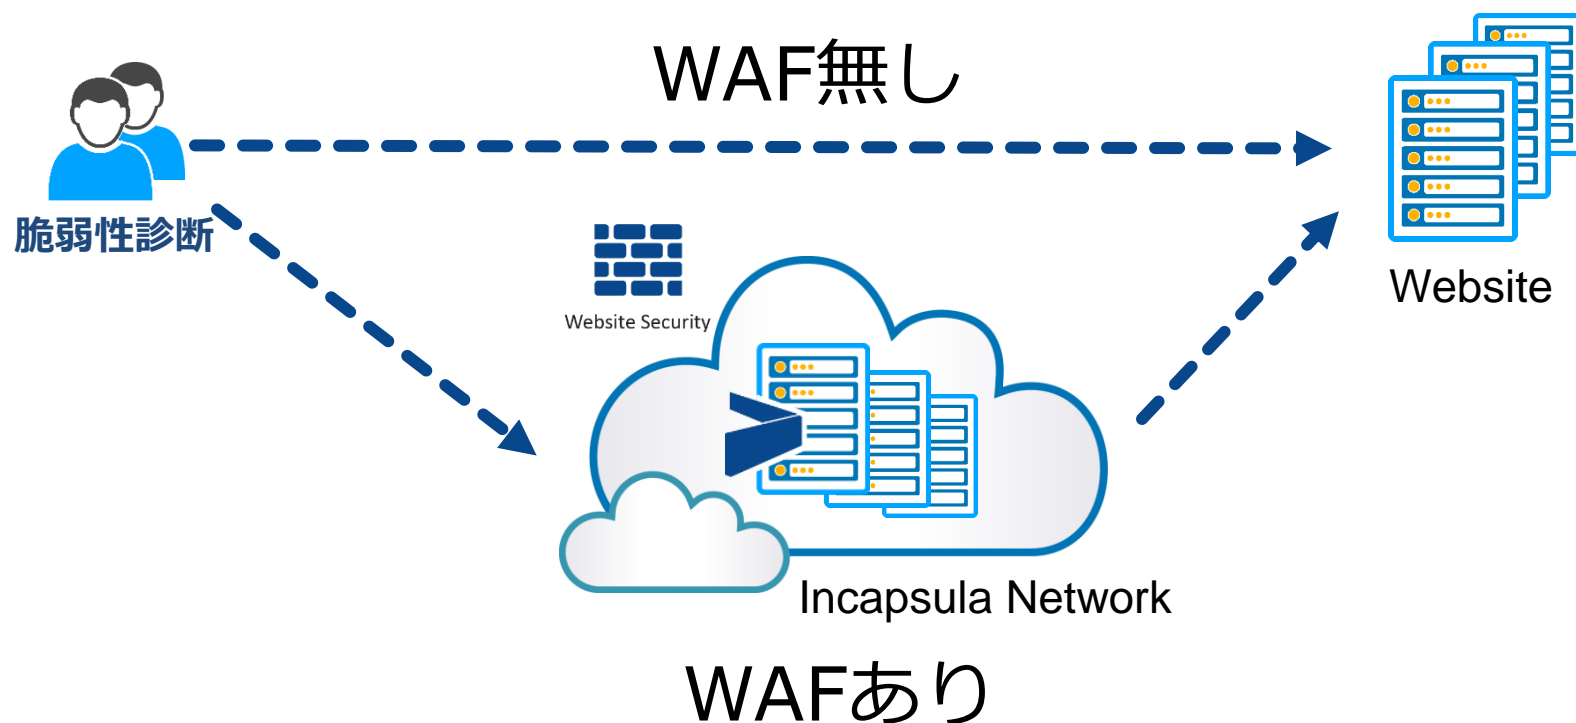 WAF無し
脆弱性診断
Website Security
Website
Incapsula Network
WAFあり